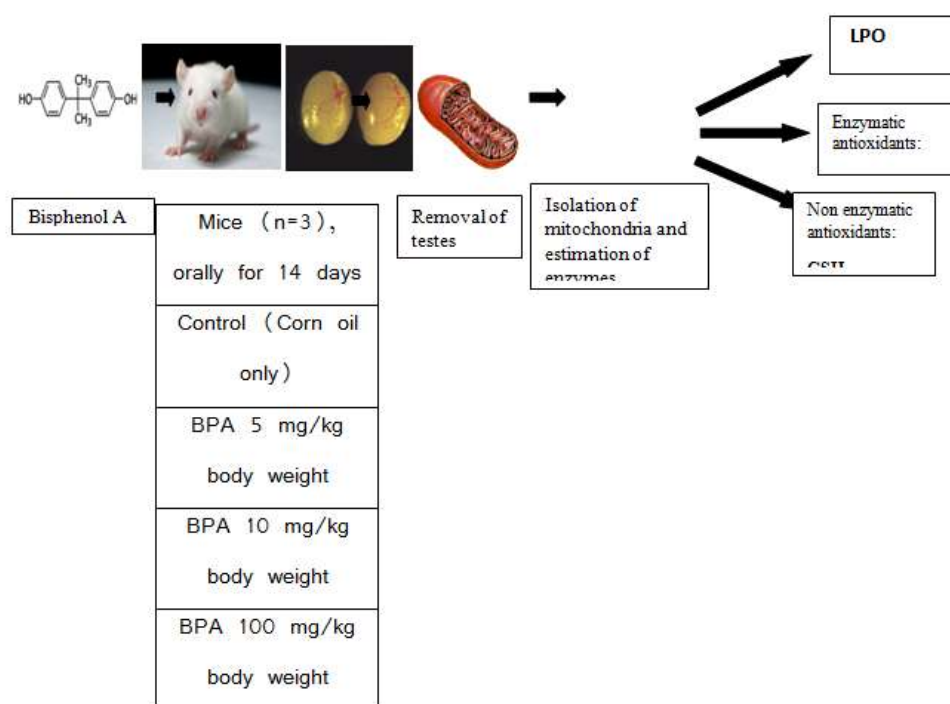 HO
CH₃
CH₃
OH
LPO
Enzymatic
antioxidants:
Bisphenol A
Mice (n=3),
orally for 14 days
Control (Corn oil
only)
BPA 5 mg/kg
body weight
BPA 10 mg/kg
body weight
BPA 100 mg/kg
body weight
Removal of
testes
Isolation of
mitochondria and
estimation of
enzymes
Non enzymatic
antioxidants:
GSH